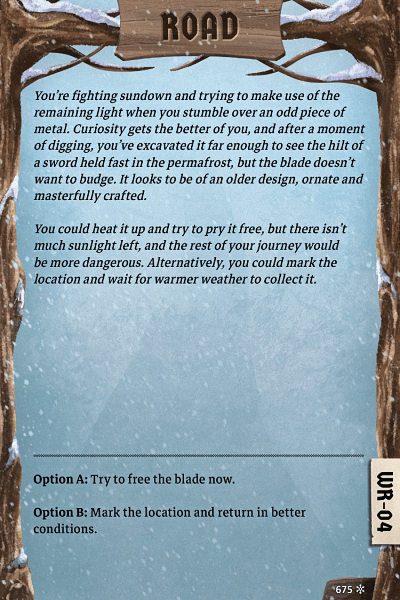 ROAD
You're fighting sundown and trying to make use of the
remaining light when you stumble over an odd piece of
metal. Curiosity gets the better of you, and after a moment
of digging, you've excavated it far enough to see the hilt of
a sword held fast in the permafrost, but the blade doesn't
want to budge. It looks to be of an older design, ornate and
masterfully crafted.
You could heat it up and try to pry it free, but there isn't
much sunlight left, and the rest of your journey would
be more dangerous. Alternatively, you could mark the
location and wait for warmer weather to collect it.
Option A: Try to free the blade now.
Option B: Mark the location and return in better
conditions.
WR-04
675